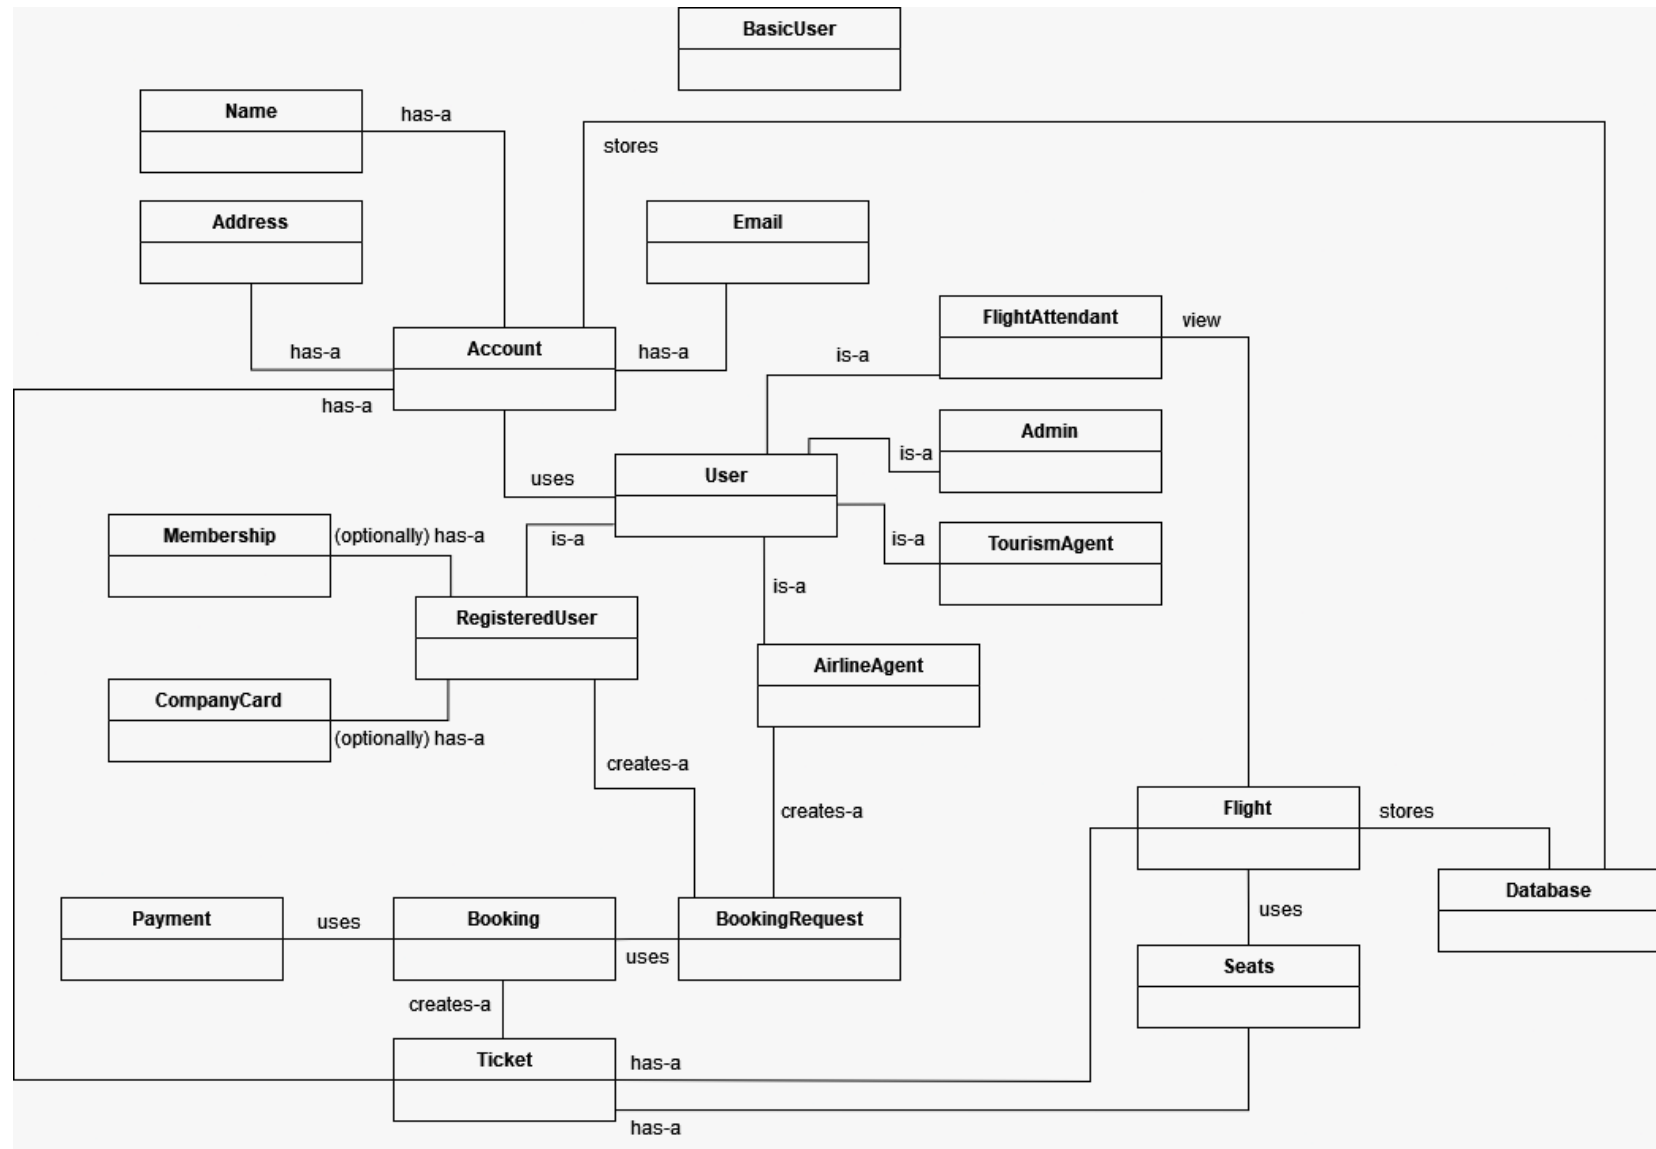 BasicUser
Name
has-a
stores
Address
Email
FlightAttendant
view
Account
has-a
has-a
is-a
has-a
Admin
is-a
User
uses
Membership
(optionally) has-a
is-a
is-a
TourismAgent
is-a
RegisteredUser
AirlineAgent
CompanyCard
(optionally) has-a
creates-a
creates-a
Flight
stores
Database
Payment
uses
Booking
uses
BookingRequest
uses
Seats
creates-a
Ticket
has-a
has-a